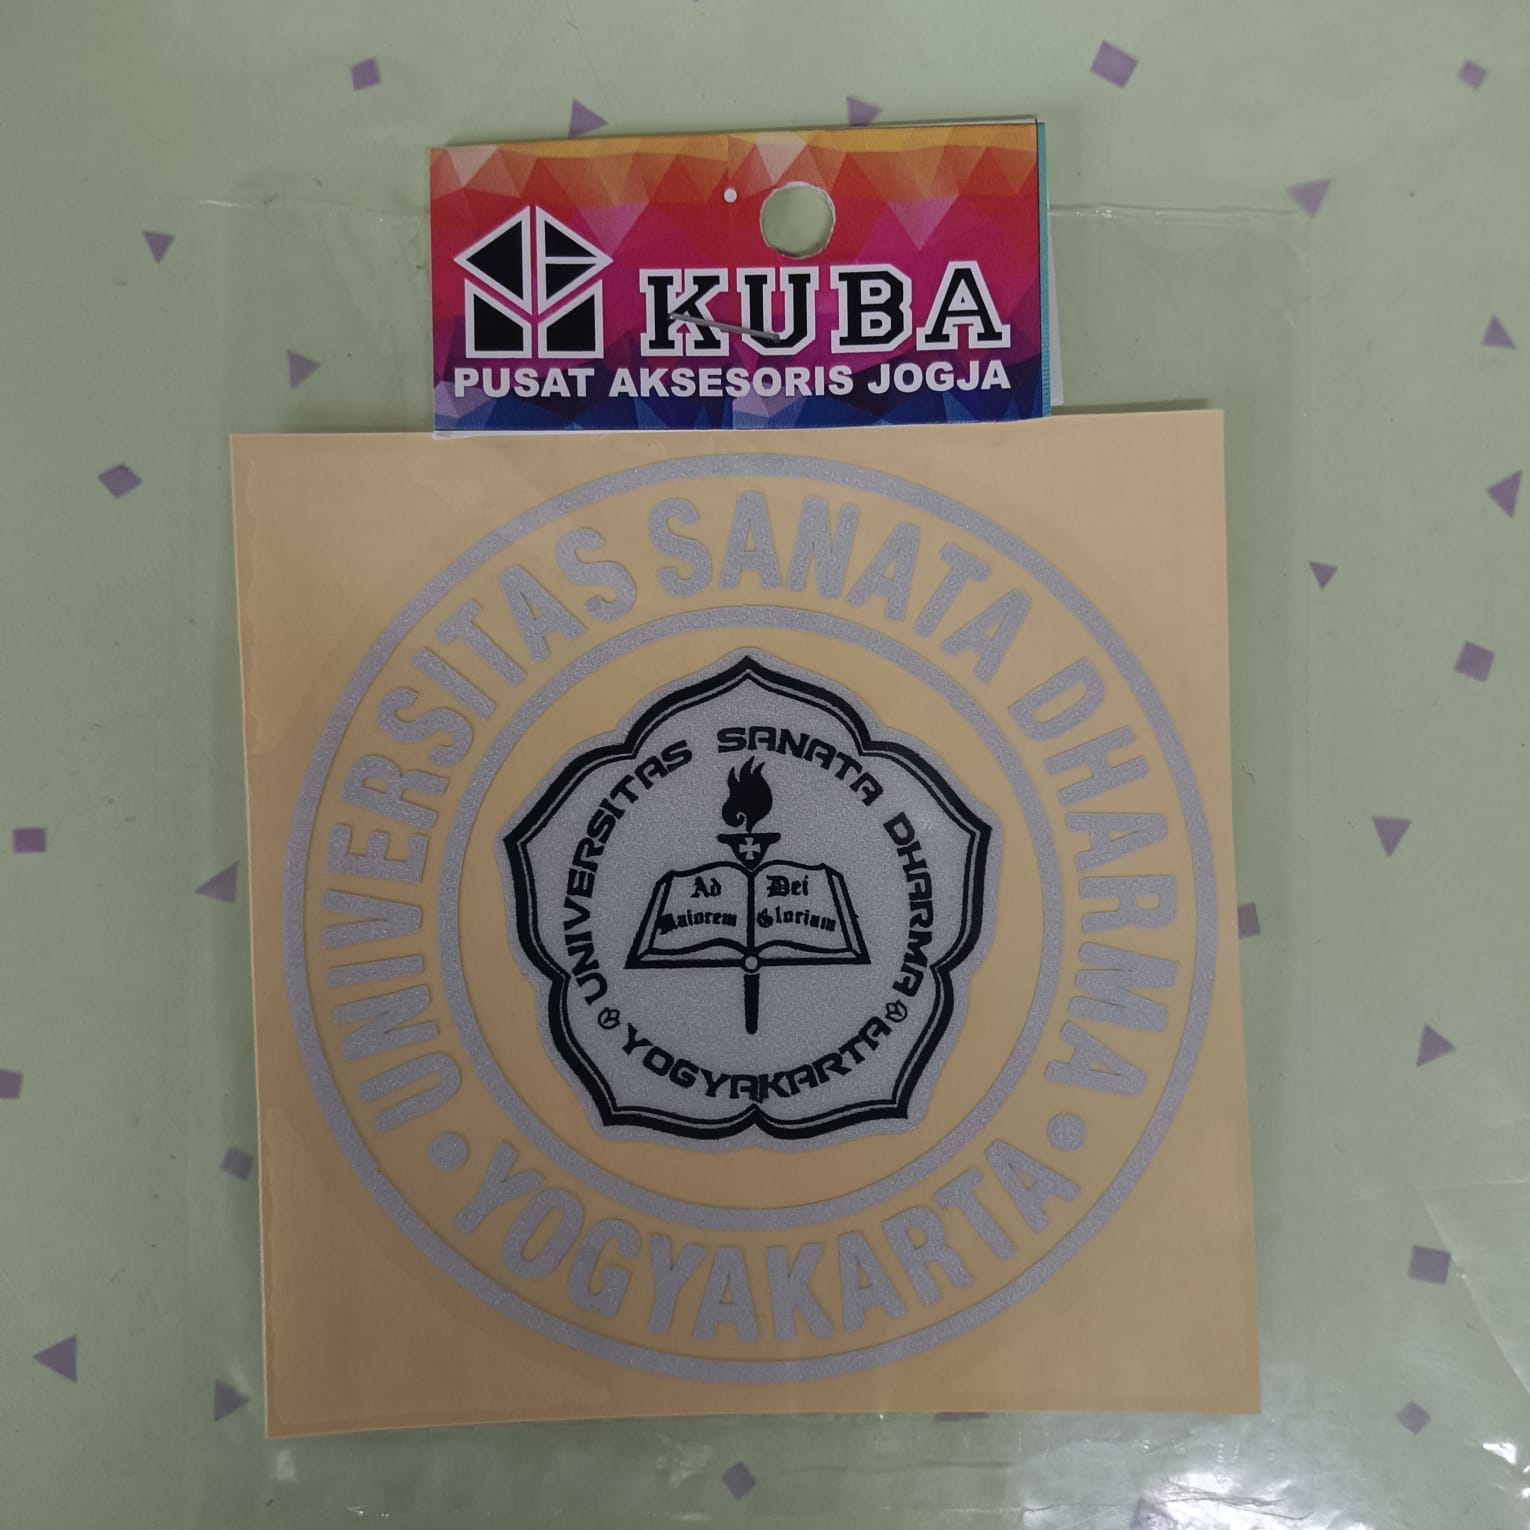 KUBA
PUSAT AKSESORIS JOGJA
UNIVERSITAS SANATA DHARMA
UNIVERSITAS SANATA DHARMA
Ad Dei
Maiorem Gloriam
YOGYAKARTA
YOGYAKARTA